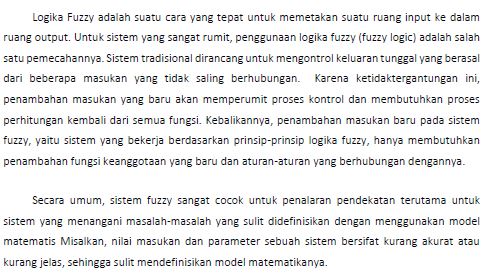 Logika Fuzzy adalah suatu cara yang tepat untuk memetakan suatu ruang input ke dalam
ruang output. Untuk sistem yang sangat rumit, penggunaan logika fuzzy (fuzzy logic) adalah salah
satu pemecahannya. Sistem tradisional dirancang untuk mengontrol keluaran tunggal yang berasal
dari beberapa masukan yang tidak saling berhubungan. Karena ketidaktergantungan ini,
penambahan masukan yang baru akan memperumit proses kontrol dan membutuhkan proses
perhitungan kembali dari semua fungsi. Kebalikannya, penambahan masukan baru pada sistem
fuzzy, yaitu sistem yang bekerja berdasarkan prinsip-prinsip logika fuzzy, hanya membutuhkan
penambahan fungsi keanggotaan yang baru dan aturan-aturan yang berhubungan dengannya.
Secara umum, sistem fuzzy sangat cocok untuk penalaran pendekatan terutama untuk
sistem yang menangani masalah-masalah yang sulit didefinisikan dengan menggunakan model
matematis Misalkan, nilai masukan dan parameter sebuah sistem bersifat kurang akurat atau
kurang jelas, sehingga sulit mendefinisikan model matematikanya.